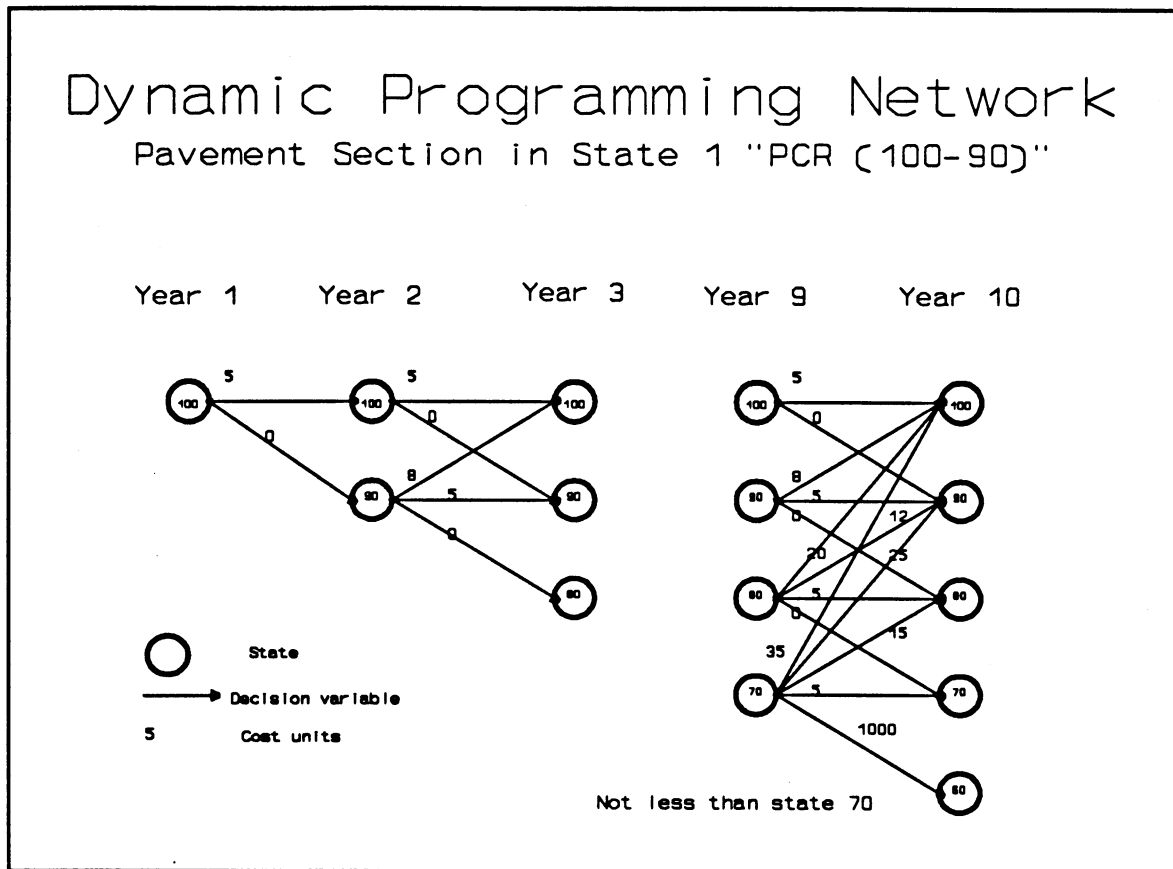 Dynamic Programming Network
Pavement Section in State 1 "PCR (100-90)"
Year 1 Year 2 Year 3 Year 9 Year 10
5 5 5
100 100 100 100 100
0 0 0
8 8
90 90 90 90
5 5
0 0 12
20 25
80 80 80
5
0 15
35
State
70 5 70
Decision variable
5 Cost units
1000
60
Not less than state 70